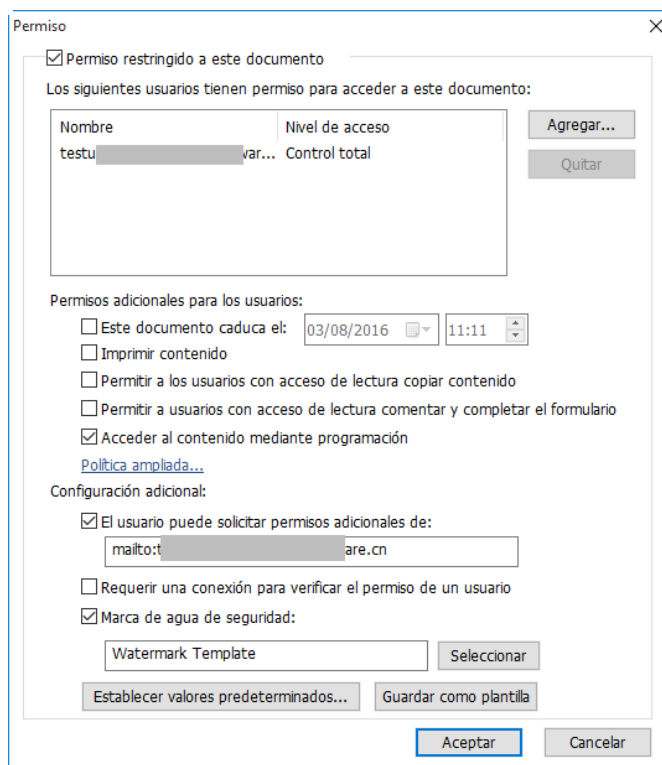 Permiso
Permiso restringido a este documento
Los siguientes usuarios tienen permiso para acceder a este documento:
Nombre Nivel de acceso Agregar...
testu var... Control total
Quitar
Permisos adicionales para los usuarios:
Este documento caduca el: 03/08/2016 11:11
Imprimir contenido
Permitir a los usuarios con acceso de lectura copiar contenido
Permitir a usuarios con acceso de lectura comentar y completar el formulario
Acceder al contenido mediante programación
Política ampliada...
Configuración adicional:
El usuario puede solicitar permisos adicionales de:
mailto:t are.cn
Requerir una conexión para verificar el permiso de un usuario
Marca de agua de seguridad:
Watermark Template Seleccionar
Establecer valores predeterminados... Guardar como plantilla
Aceptar Cancelar